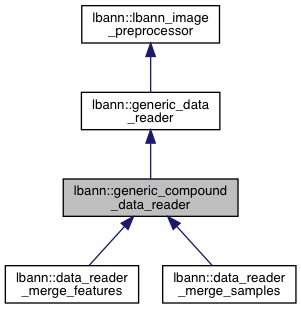 lbann::lbann_image
_preprocessor
lbann::generic_data
_reader
lbann::generic_compound
_data_reader
lbann::data_reader
_merge_features
lbann::data_reader
_merge_samples